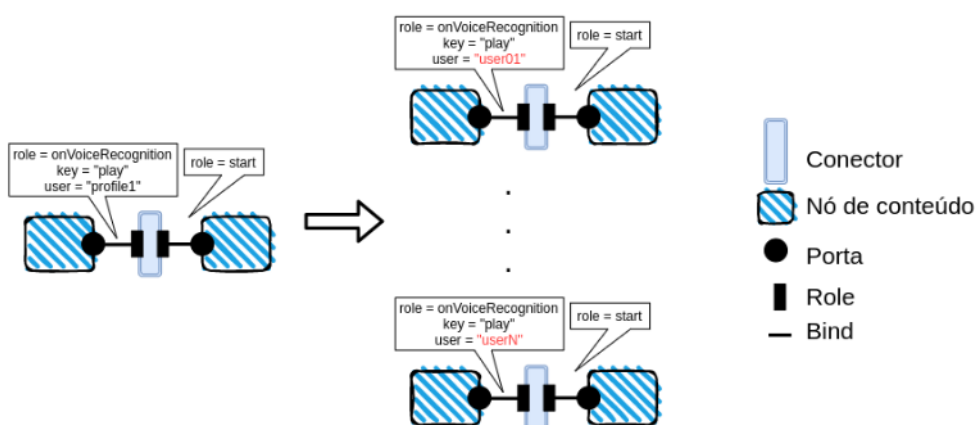 role = onVoiceRecognition
key = "play"
user = "profile1"
role = start
role = onVoiceRecognition
key = "play"
user = "user01"
role = start
.
.
.
role = onVoiceRecognition
key = "play"
user = "userN"
role = start
Conector
Nó de conteúdo
Porta
Role
Bind